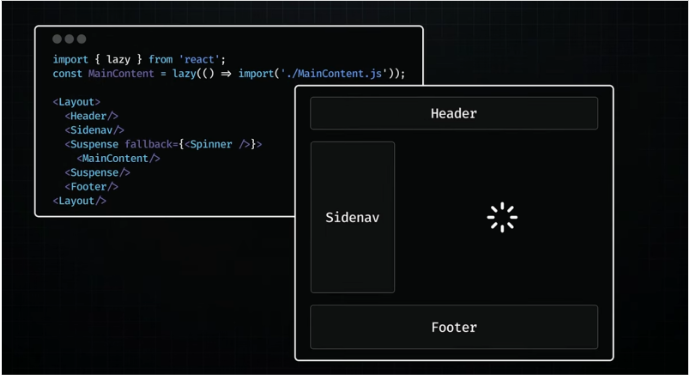 import { lazy } from 'react';
const MainContent = lazy(() => import('./MainContent.js'));
<Layout>
<Header/>
<Sidenav/>
<Suspense fallback={<Spinner />}>
<MainContent/>
<Suspense/>
<Footer/>
<Layout/>
Header
Sidenav
Footer